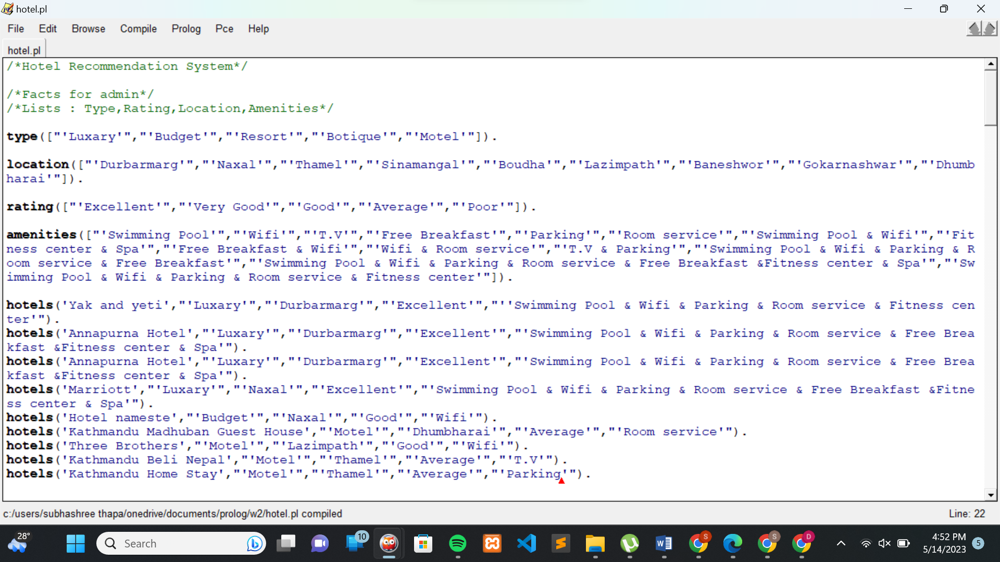 hotel.pl
File Edit Browse Compile Prolog Pce Help
hotel.pl
/*Hotel Recommendation System*/
/*Facts for admin*/
/*Lists : Type,Rating,Location,Amenities*/
type(["'Luxary'","'Budget'","'Resort'","'Botique'","'Motel'"]).
location(["'Durbarmarg'","'Naxal'","'Thamel'","'Sinamangal'","'Boudha'","'Lazimpath'","'Baneshwor'","'Gokarnashwar'","'Dhumb
harai'"]).
rating(["'Excellent'","'Very Good'","'Good'","'Average'","'Poor'"]).
amenities(["'Swimming Pool'","'Wifi'","'T.V'","'Free Breakfast'","'Parking'","'Room service'","'Swimming Pool & Wifi'","'Fit
ness center & Spa'","'Free Breakfast & Wifi'","'Wifi & Room service'","'T.V & Parking'","'Swimming Pool & Wifi & Parking & R
oom service & Free Breakfast'","'Swimming Pool & Wifi & Parking & Room service & Free Breakfast &Fitness center & Spa'","'Sw
imming Pool & Wifi & Parking & Room service & Fitness center'"]).
hotels('Yak and yeti',"'Luxary'","'Durbarmarg'","'Excellent'","''Swimming Pool & Wifi & Parking & Room service & Fitness cen
ter'").
hotels('Annapurna Hotel',"'Luxary'","'Durbarmarg'","'Excellent'","'Swimming Pool & Wifi & Parking & Room service & Free Brea
kfast &Fitness center & Spa'").
hotels('Annapurna Hotel',"'Luxary'","'Durbarmarg'","'Excellent'","'Swimming Pool & Wifi & Parking & Room service & Free Brea
kfast &Fitness center & Spa'").
hotels('Marriott',"'Luxary'","'Naxal'","'Excellent'","'Swimming Pool & Wifi & Parking & Room service & Free Breakfast &Fitne
ss center & Spa'").
hotels('Hotel nameste',"'Budget'","'Naxal'","'Good'","'Wifi'").
hotels('Kathmandu Madhuban Guest House',"'Motel'","'Dhumbharai'","'Average'","'Room service'").
hotels('Three Brothers',"'Motel'","'Lazimpath'","'Good'","'Wifi'").
hotels('Kathmandu Beli Nepal',"'Motel'","'Thamel'","'Average'","'T.V'").
hotels('Kathmandu Home Stay',"'Motel'","'Thamel'","'Average'","'Parking'").
c:/users/subhashree thapa/onedrive/documents/prolog/w2/hotel.pl compiled Line: 22
28° Search 10 S S D 4:52 PM
5/14/2023 5